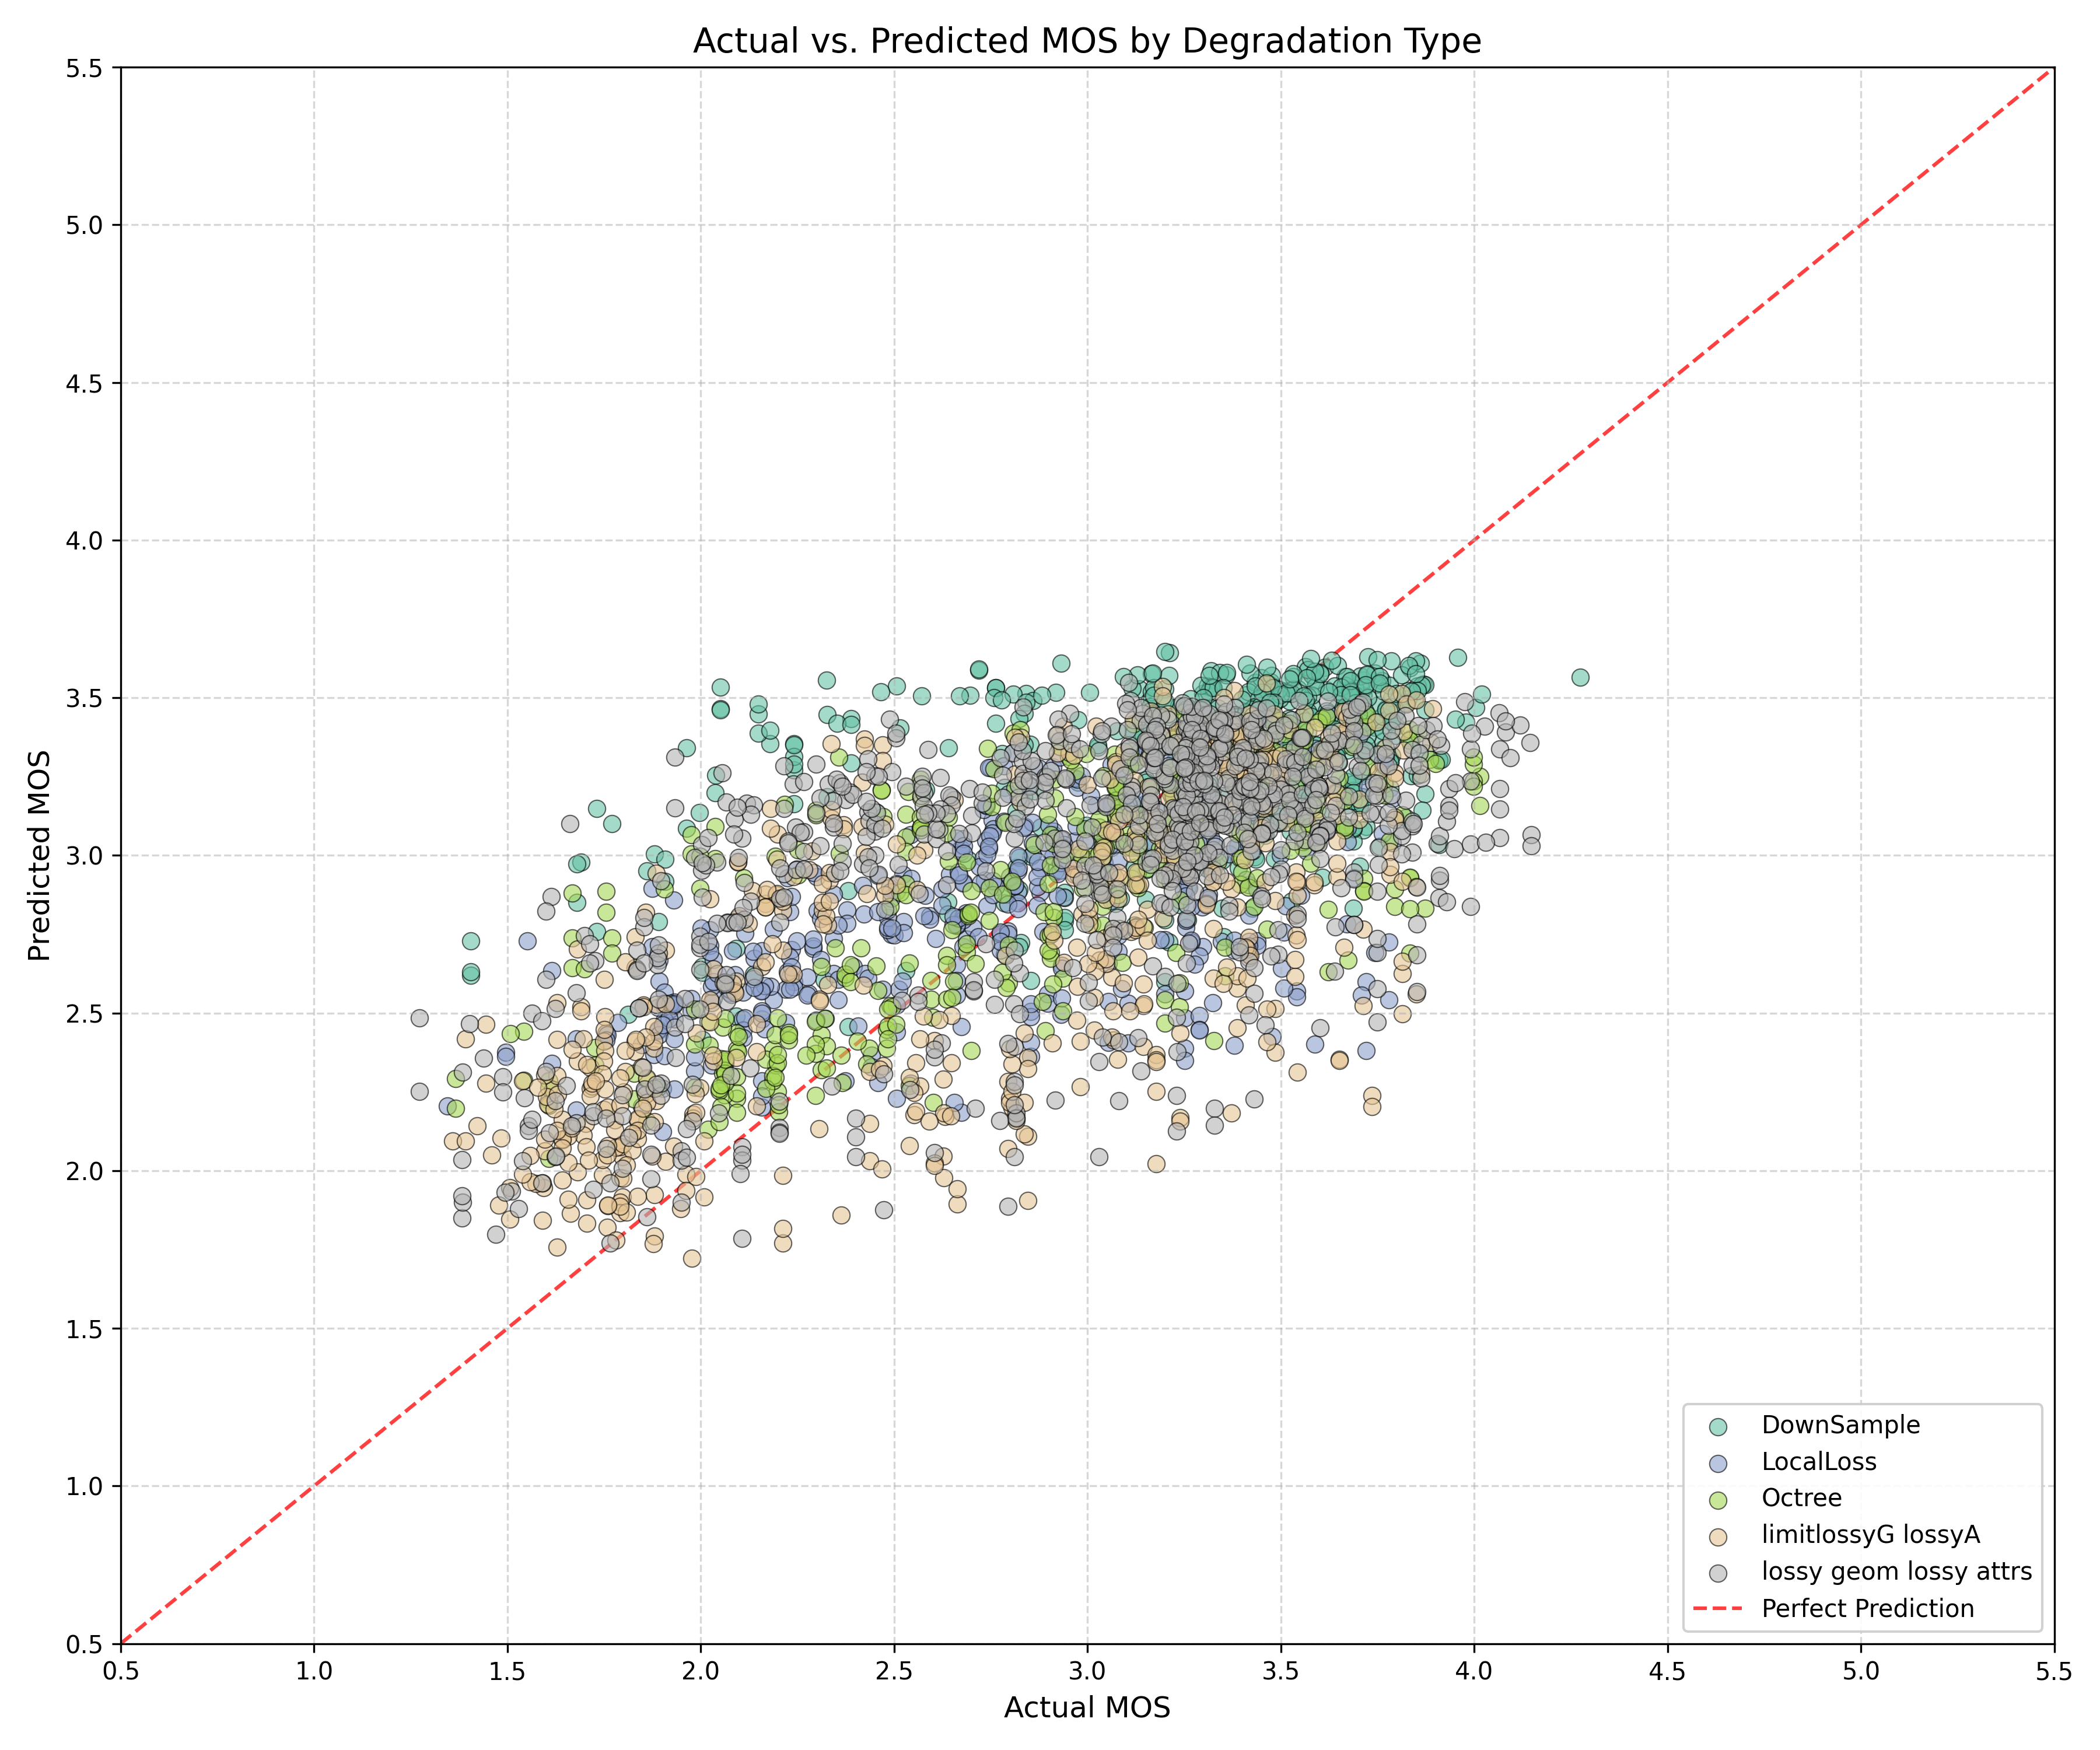 Actual vs. Predicted MOS by Degradation Type
5.5
5.0
4.5
4.0
3.5
3.0
2.5
2.0
1.5
1.0
0.5
Predicted MOS
DownSample
LocalLoss
Octree
limitlossyG lossyA
lossy geom lossy attrs
Perfect Prediction
0.5 1.0 1.5 2.0 2.5 3.0 3.5 4.0 4.5 5.0 5.5
Actual MOS